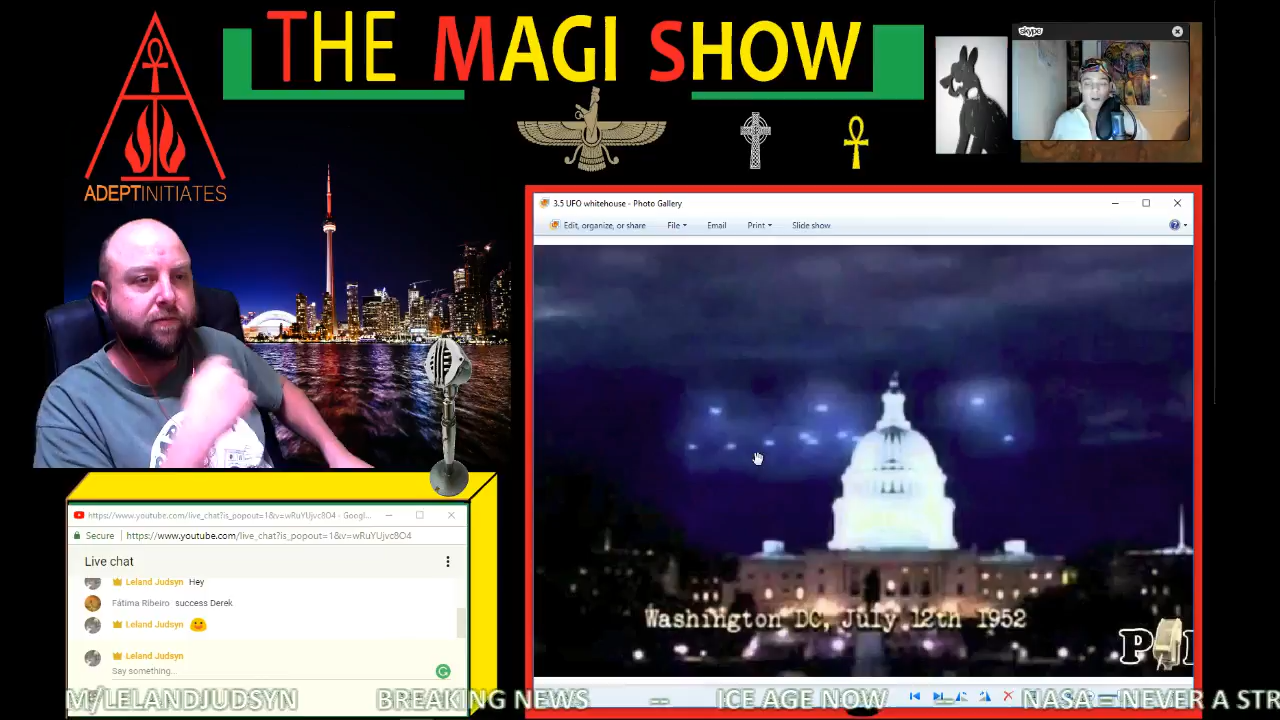 THE MAGI SHOW
skype
ADEPTINITIATES
3.5 UFO whitehouse - Photo Gallery
Edit, organize, or share File Email Print Slide show
Washington DC, July 12th 1952
https://www.youtube.com/live_chat?is_popout=1&v=wRuYUjvc8O4 - Googl...
Secure https://www.youtube.com/live_chat?is_popout=1&v=wRuYUjvc8O4
Live chat
Leland Judsyn Hey
Fátima Ribeiro success Derek
Leland Judsyn
Leland Judsyn
Say something...
M/LELANDJUDSYN BREAKING NEWS -- ICE AGE NOW -- NASA = NEVER A STR